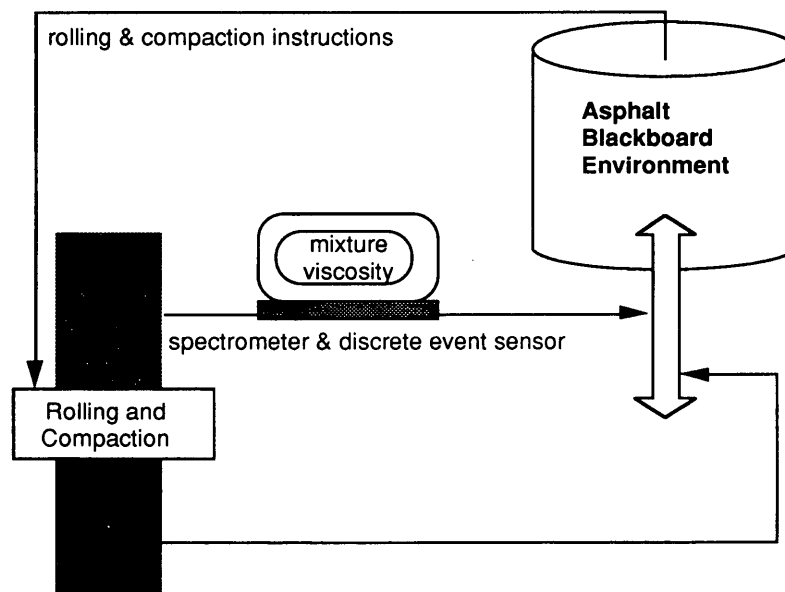 rolling & compaction instructions
Asphalt
Blackboard
Environment
mixture
viscosity
spectrometer & discrete event sensor
Rolling and
Compaction